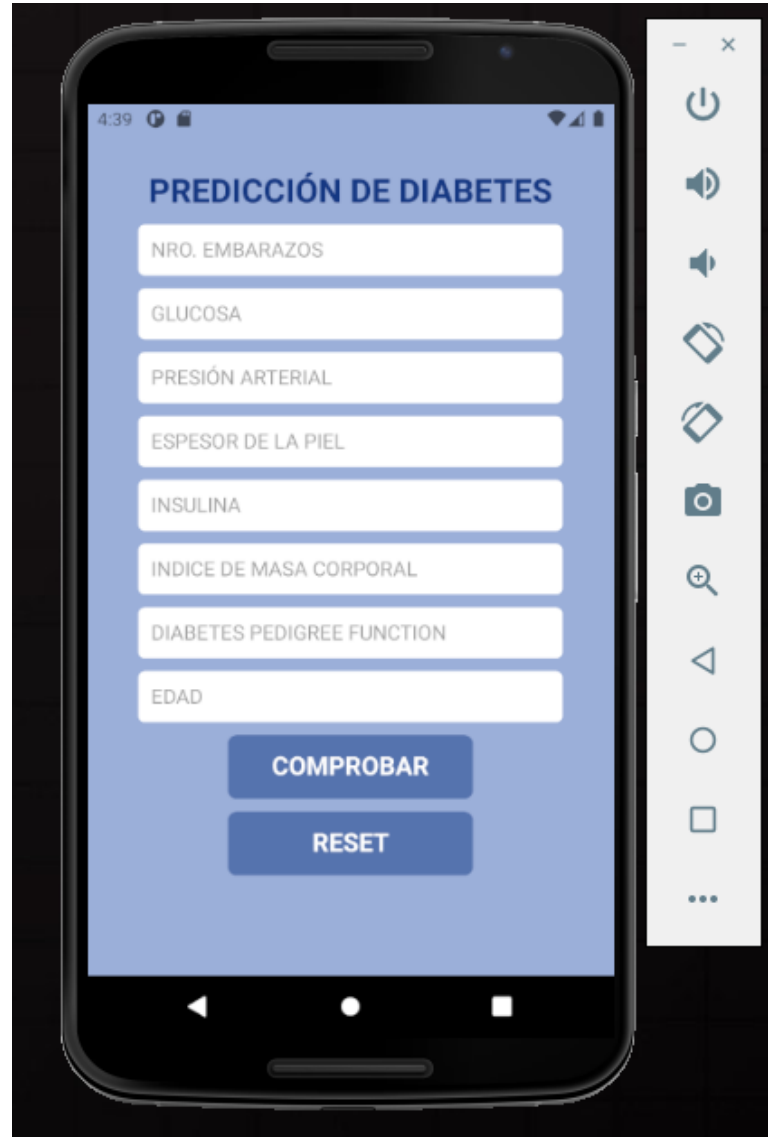 4:39
PREDICCIÓN DE DIABETES
NRO. EMBARAZOS
GLUCOSA
PRESIÓN ARTERIAL
ESPESOR DE LA PIEL
INSULINA
INDICE DE MASA CORPORAL
DIABETES PEDIGREE FUNCTION
EDAD
COMPROBAR
RESET